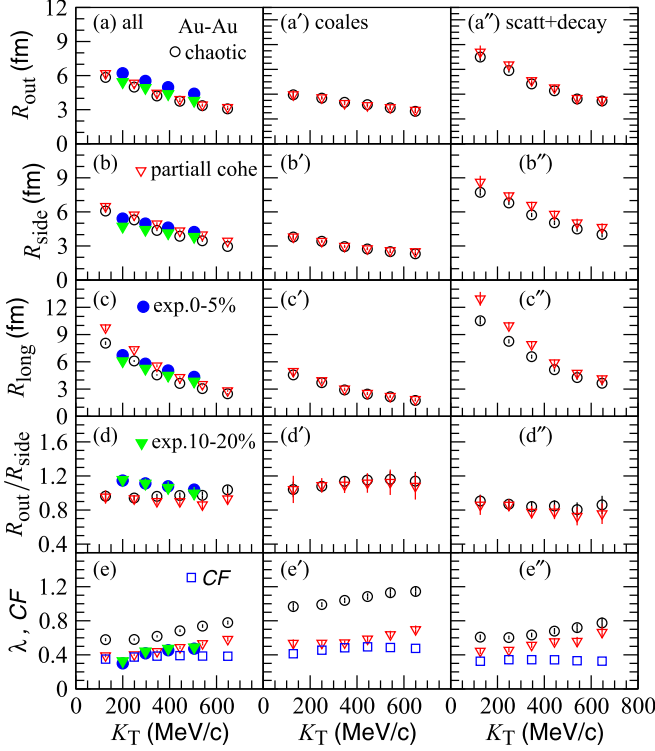 (a) all Au-Au
chaotic
(a′) coales
(a″) scatt+decay
R_out (fm)
12
9
6
3
0
(b)
partiall cohe
(b′)
(b″)
R_side (fm)
9
6
3
0
(c)
exp.0-5%
(c′)
(c″)
R_long (fm)
12
9
6
3
0
(d)
exp.10-20%
(d′)
(d″)
R_out/R_side
1.6
1.2
0.8
0.4
(e)
CF
(e′)
(e″)
λ , CF
1.2
0.8
0.4
0
0 200 400 600 0 200 400 600 0 200 400 600 800
K_T (MeV/c) K_T (MeV/c) K_T (MeV/c)